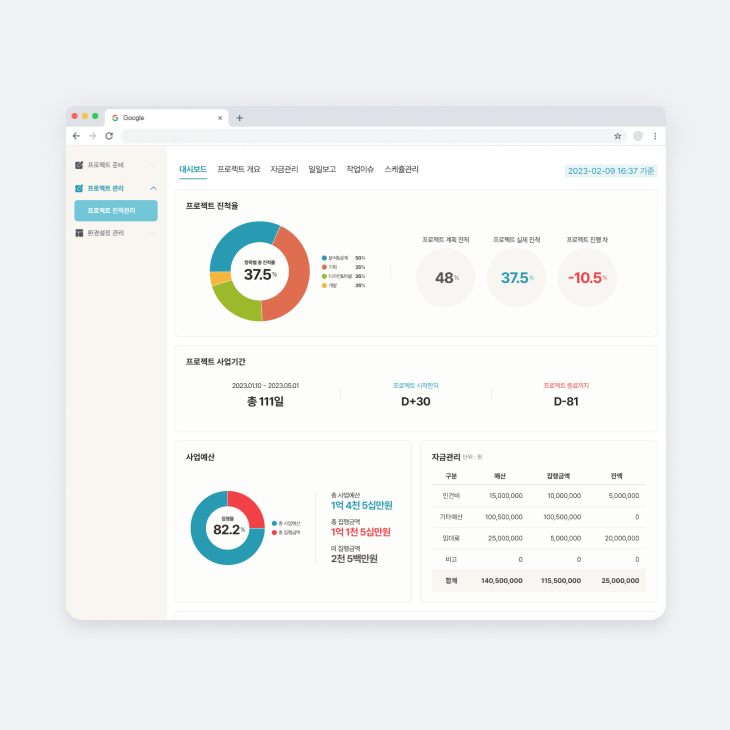 Google
프로젝트 준비
프로젝트 관리
프로젝트 진척관리
환경설정 관리
대시보드 프로젝트 개요 자금관리 일일보고 작업이슈 스케쥴관리
2023-02-09 16:37 기준
프로젝트 진척율
항목별 총 진척율
37.5%
분석&설계 50%
기획 35%
디자인&퍼블 35%
개발 35%
프로젝트 계획 진척
48%
프로젝트 실제 진척
37.5%
프로젝트 진행 차
-10.5%
프로젝트 사업기간
2023.01.10 ~ 2023.05.01
총 111일
프로젝트 시작한지
D+30
프로젝트 종료까지
D-81
사업예산
집행율
82.2%
총 사업예산
총 집행금액
총 사업예산
1억 4천 5십만원
총 집행금액
1억 1천 5십만원
미 집행금액
2천 5백만원
자금관리 단위 : 원
구분 예산 집행금액 잔액
인건비 15,000,000 10,000,000 5,000,000
기타예산 100,500,000 100,500,000 0
임대료 25,000,000 5,000,000 20,000,000
비고 0 0 0
합계 140,500,000 115,500,000 25,000,000